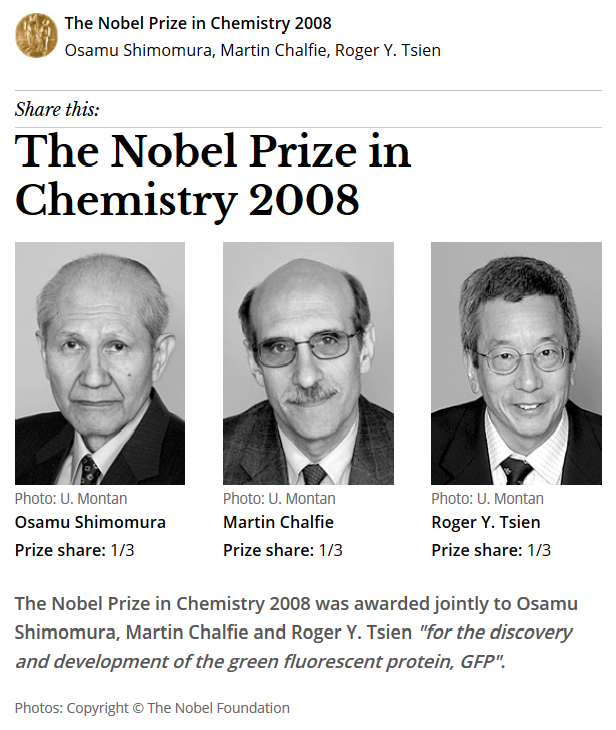 The Nobel Prize in Chemistry 2008
Osamu Shimomura, Martin Chalfie, Roger Y. Tsien
Share this:
The Nobel Prize in
Chemistry 2008
Photo: U. Montan
Osamu Shimomura
Prize share: 1/3
Photo: U. Montan
Martin Chalfie
Prize share: 1/3
Photo: U. Montan
Roger Y. Tsien
Prize share: 1/3
The Nobel Prize in Chemistry 2008 was awarded jointly to Osamu
Shimomura, Martin Chalfie and Roger Y. Tsien "for the discovery
and development of the green fluorescent protein, GFP".
Photos: Copyright © The Nobel Foundation